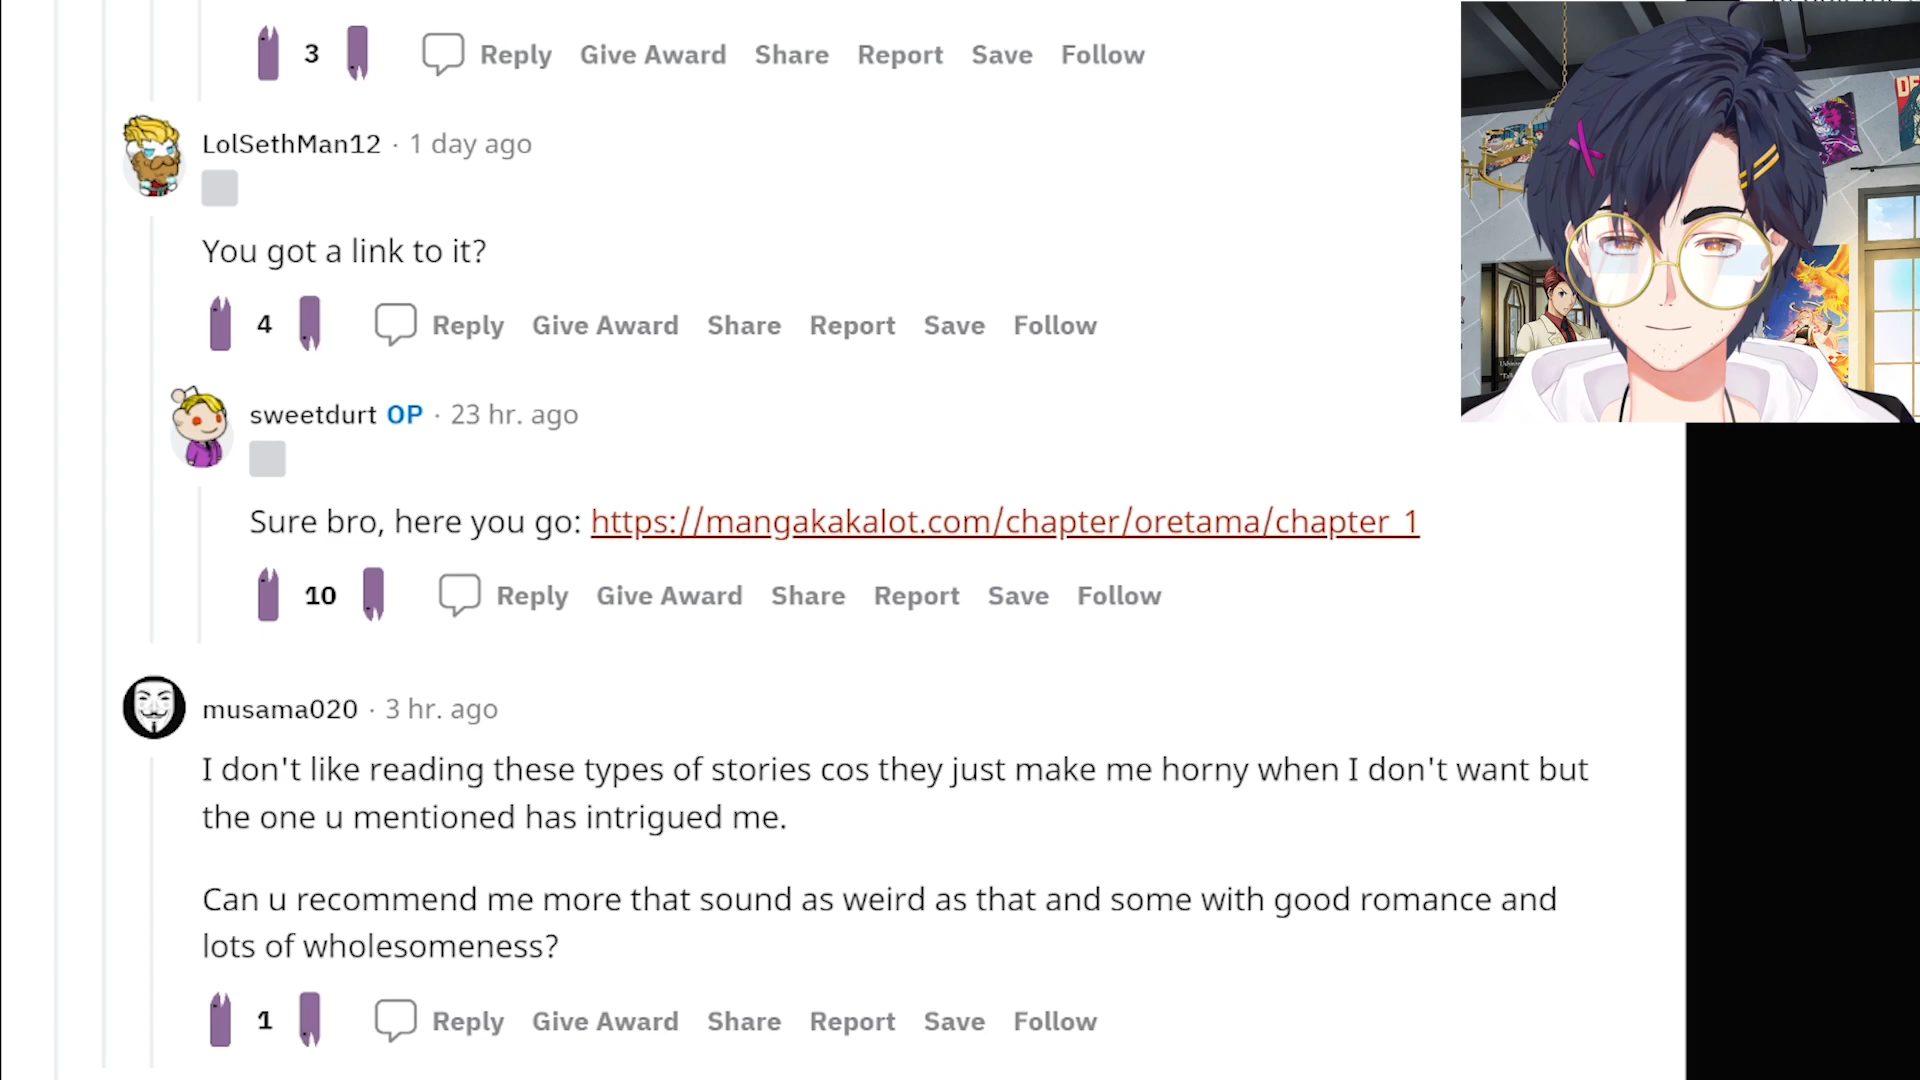 3 Reply Give Award Share Report Save Follow
LolSethMan12 · 1 day ago
You got a link to it?
4 Reply Give Award Share Report Save Follow
sweetdurt OP · 23 hr. ago
Sure bro, here you go: https://mangakakalot.com/chapter/oretama/chapter_1
10 Reply Give Award Share Report Save Follow
musama020 · 3 hr. ago
I don't like reading these types of stories cos they just make me horny when I don't want but
the one u mentioned has intrigued me.
Can u recommend me more that sound as weird as that and some with good romance and
lots of wholesomeness?
1 Reply Give Award Share Report Save Follow